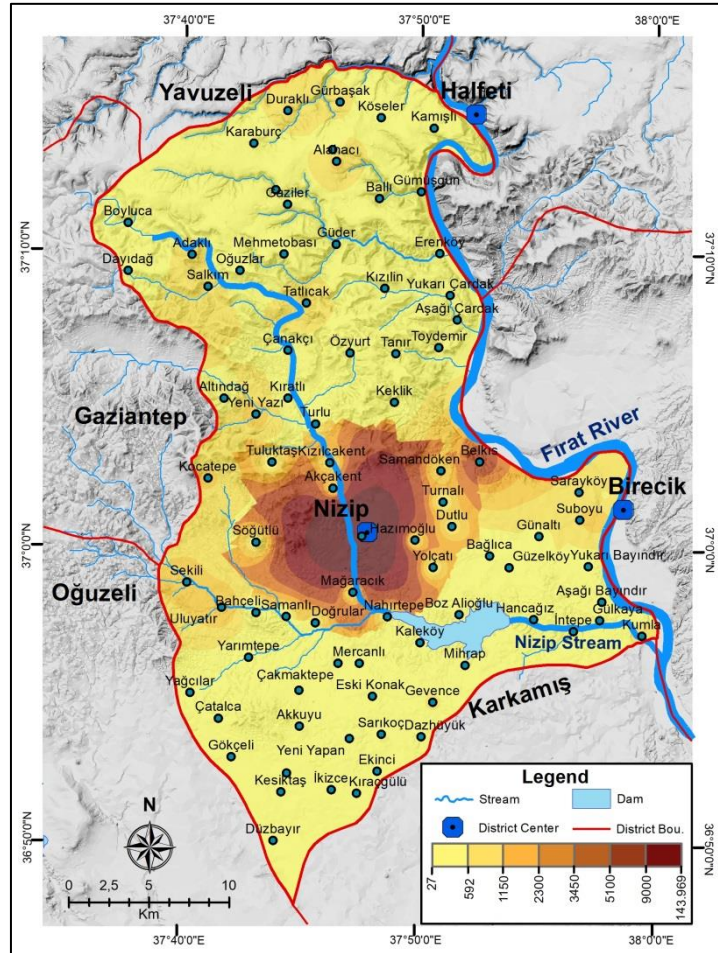 37°40'0"E
37°50'0"E
38°0'0"E
Yavuzeli
Gürbaşak
Halfeti
Duraklı
Köseler
Kamışlı
Karaburç
Alahacı
Gaziler
Ballı
Gümüşgün
Boyluca
Güder
37°10'0"N
37°10'0"N
Adaklı
Mehmetobası
Erenköy
Dayıdağ
Oğuzlar
Salkım
Kızılin
Yukarı Çardak
Tatlıcak
Aşağı Çardak
Çanakçı
Özyurt
Tanır
Toydemir
Altındağ
Kıratlı
Keklik
Yeni Yazı
Gaziantep
Turlu
Fırat River
Tuluktaş
Kızılcakent
Belkıs
Kocatepe
Samandöken
Akçakent
Sarayköy
Birecik
Nizip
Turnalı
Suboyu
Hazımoğlu
Dutlu
Günaltı
37°0'0"N
37°0'0"N
Söğütlü
Yolçatı
Bağlıca
Güzelköy
Yukarı Bayındır
Oğuzeli
Sekili
Mağaracık
Aşağı Bayındır
Uluyatır
Bahçeli
Samanlı
Doğrular
Nahırtepe
Boz Alioğlu
Hancağız
Gülkaya
İntepe
Kumla
Kaleköy
Nizip Stream
Yarımtepe
Mercanlı
Mihrap
Çakmaktepe
Karkamış
Yağcılar
Eski Konak
Gevence
Çatalca
Akkuyu
Sarıkoç
Dazhüyük
Gökçeli
Yeni Yapan
Ekinci
Kesiktaş
İkizce
Kıraçgülü
Düzbayır
N
0 2,5 5 10
Km
Legend
Stream
Dam
District Center
District Bou.
27
592
1150
2300
3450
5100
9000
143.969
36°50'0"N
36°50'0"N
37°40'0"E
37°50'0"E
38°0'0"E